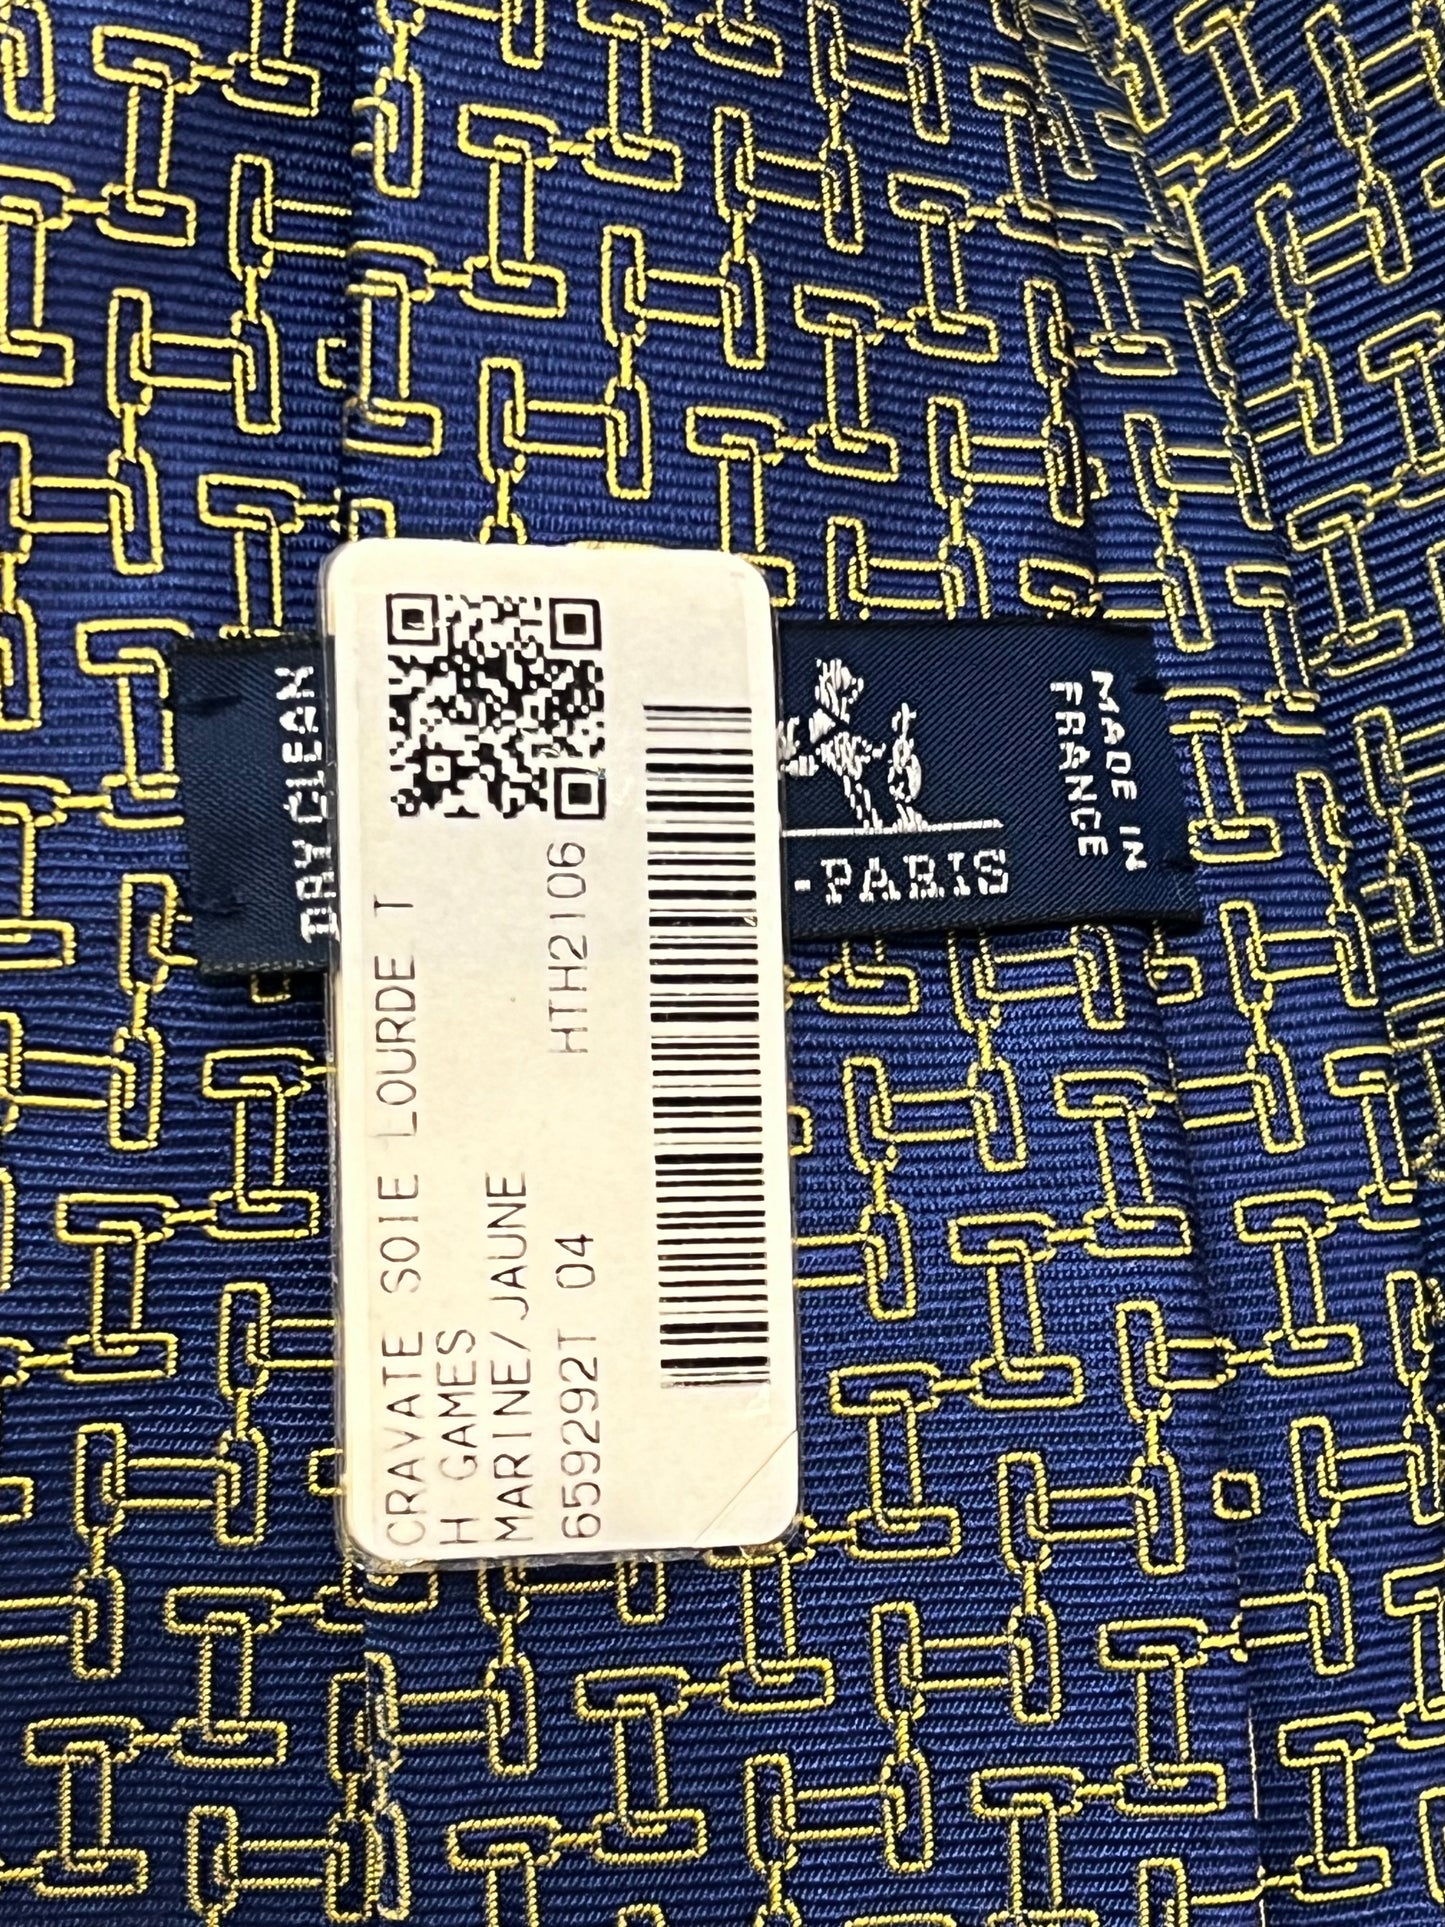 CRAVATE SOIE LOURDE T
H GAMES
MARINE/JAUNE
659292T 04 HTH2106
DRY CLEAN
-PARIS
MADE IN
FRANCE